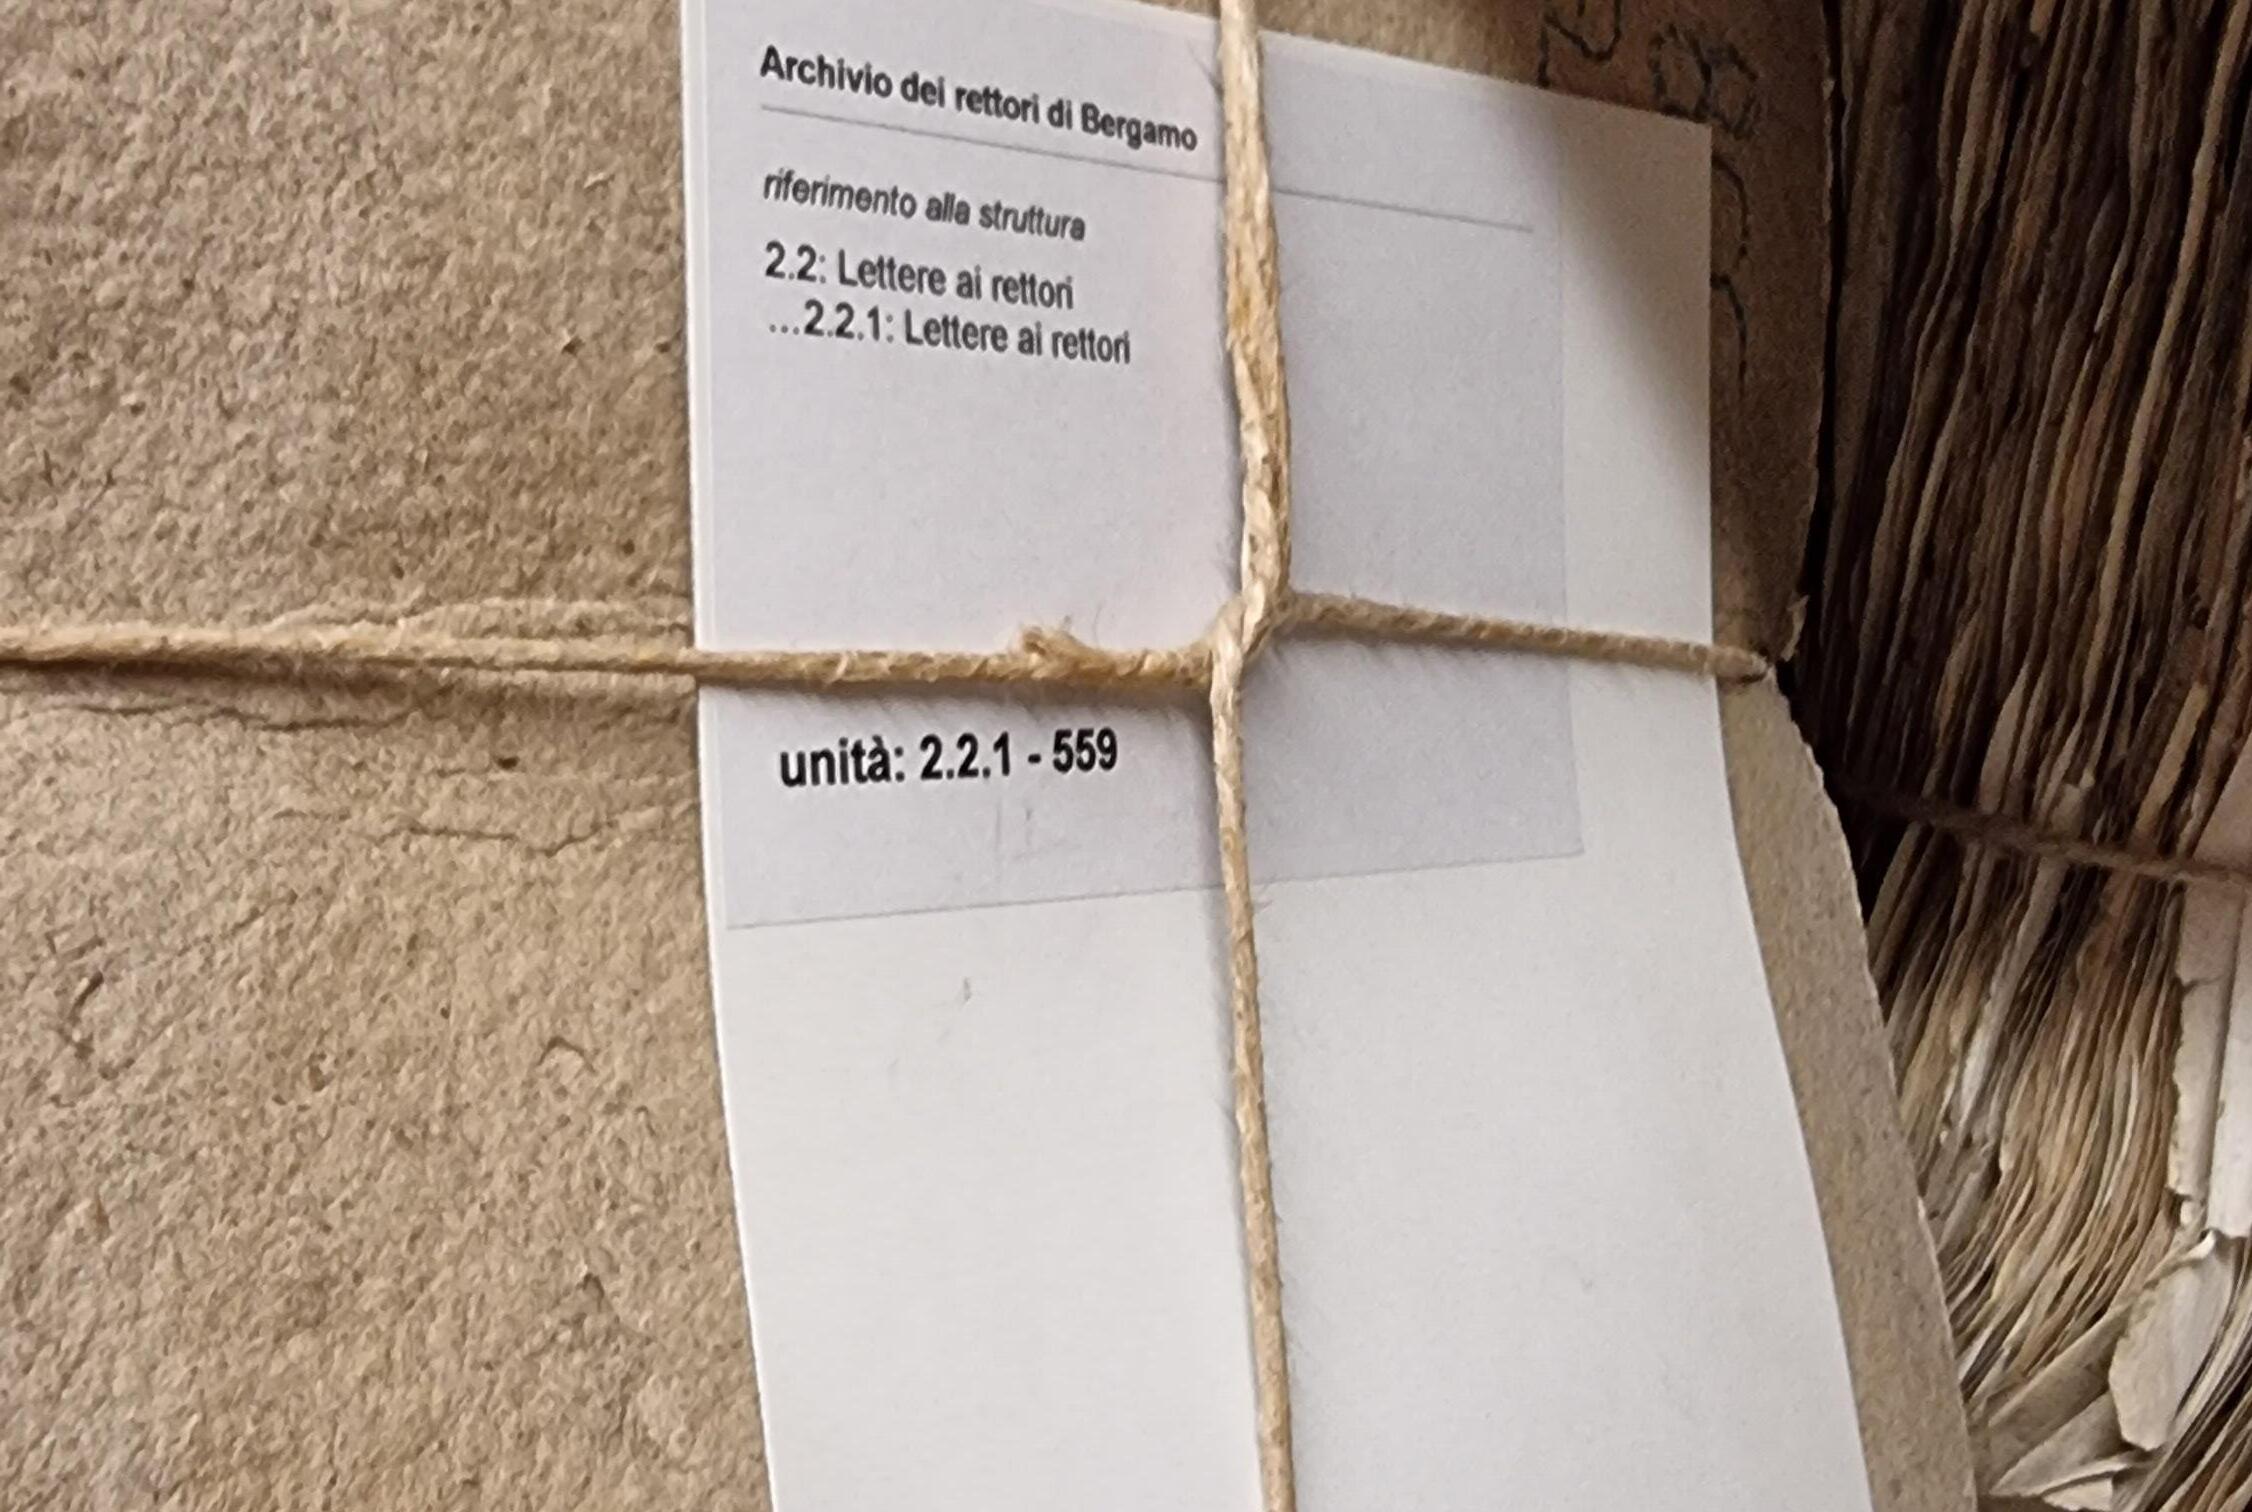 Archivio dei rettori di Bergamo
riferimento alla struttura
2.2: Lettere ai rettori
...2.2.1: Lettere ai rettori
unità: 2.2.1 - 559